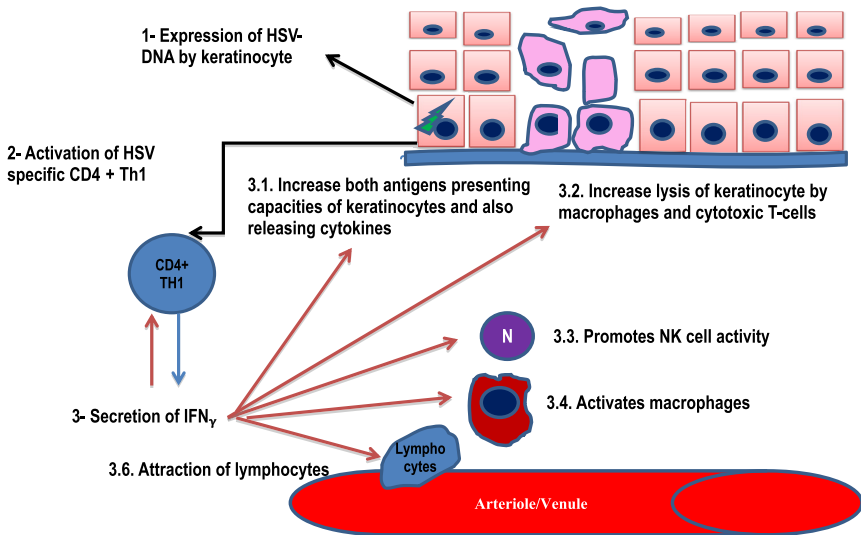 1- Expression of HSV-
DNA by keratinocyte
2- Activation of HSV
specific CD4 + Th1
3.1. Increase both antigens presenting
capacities of keratinocytes and also
releasing cytokines
3.2. Increase lysis of keratinocyte by
macrophages and cytotoxic T-cells
CD4+
TH1
N
3.3. Promotes NK cell activity
3.4. Activates macrophages
3- Secretion of IFNγ
Lympho
cytes
3.6. Attraction of lymphocytes
Arteriole/Venule